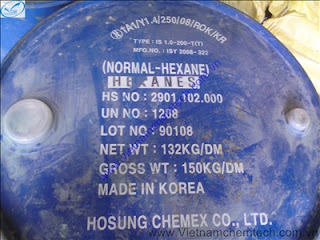 1A1/Y1.4/250/08/ROK/KR
TYPE: IS 1.0-200-T(T)
MFG.NO.: ISY 2008-322
(NORMAL-HEXANE)
HEXANES
HS NO : 2901.102.000
UN NO : 1208
LOT NO : 90108
NET WT : 132KG/DM
GROSS WT : 150KG/DM
MADE IN KOREA
HOSUNG CHEMEX CO., LTD.
www.Vietnamchemtech.com.vn